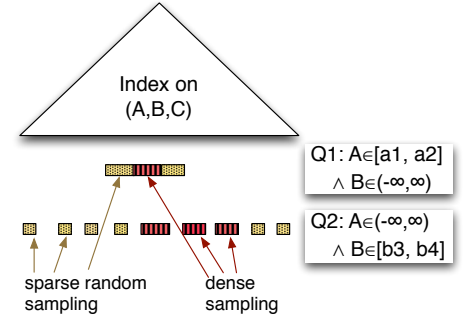 Index on
(A,B,C)
Q1: A∈[a1, a2]
∧ B∈(-∞,∞)
Q2: A∈(-∞,∞)
∧ B∈[b3, b4]
sparse random
sampling
dense
sampling